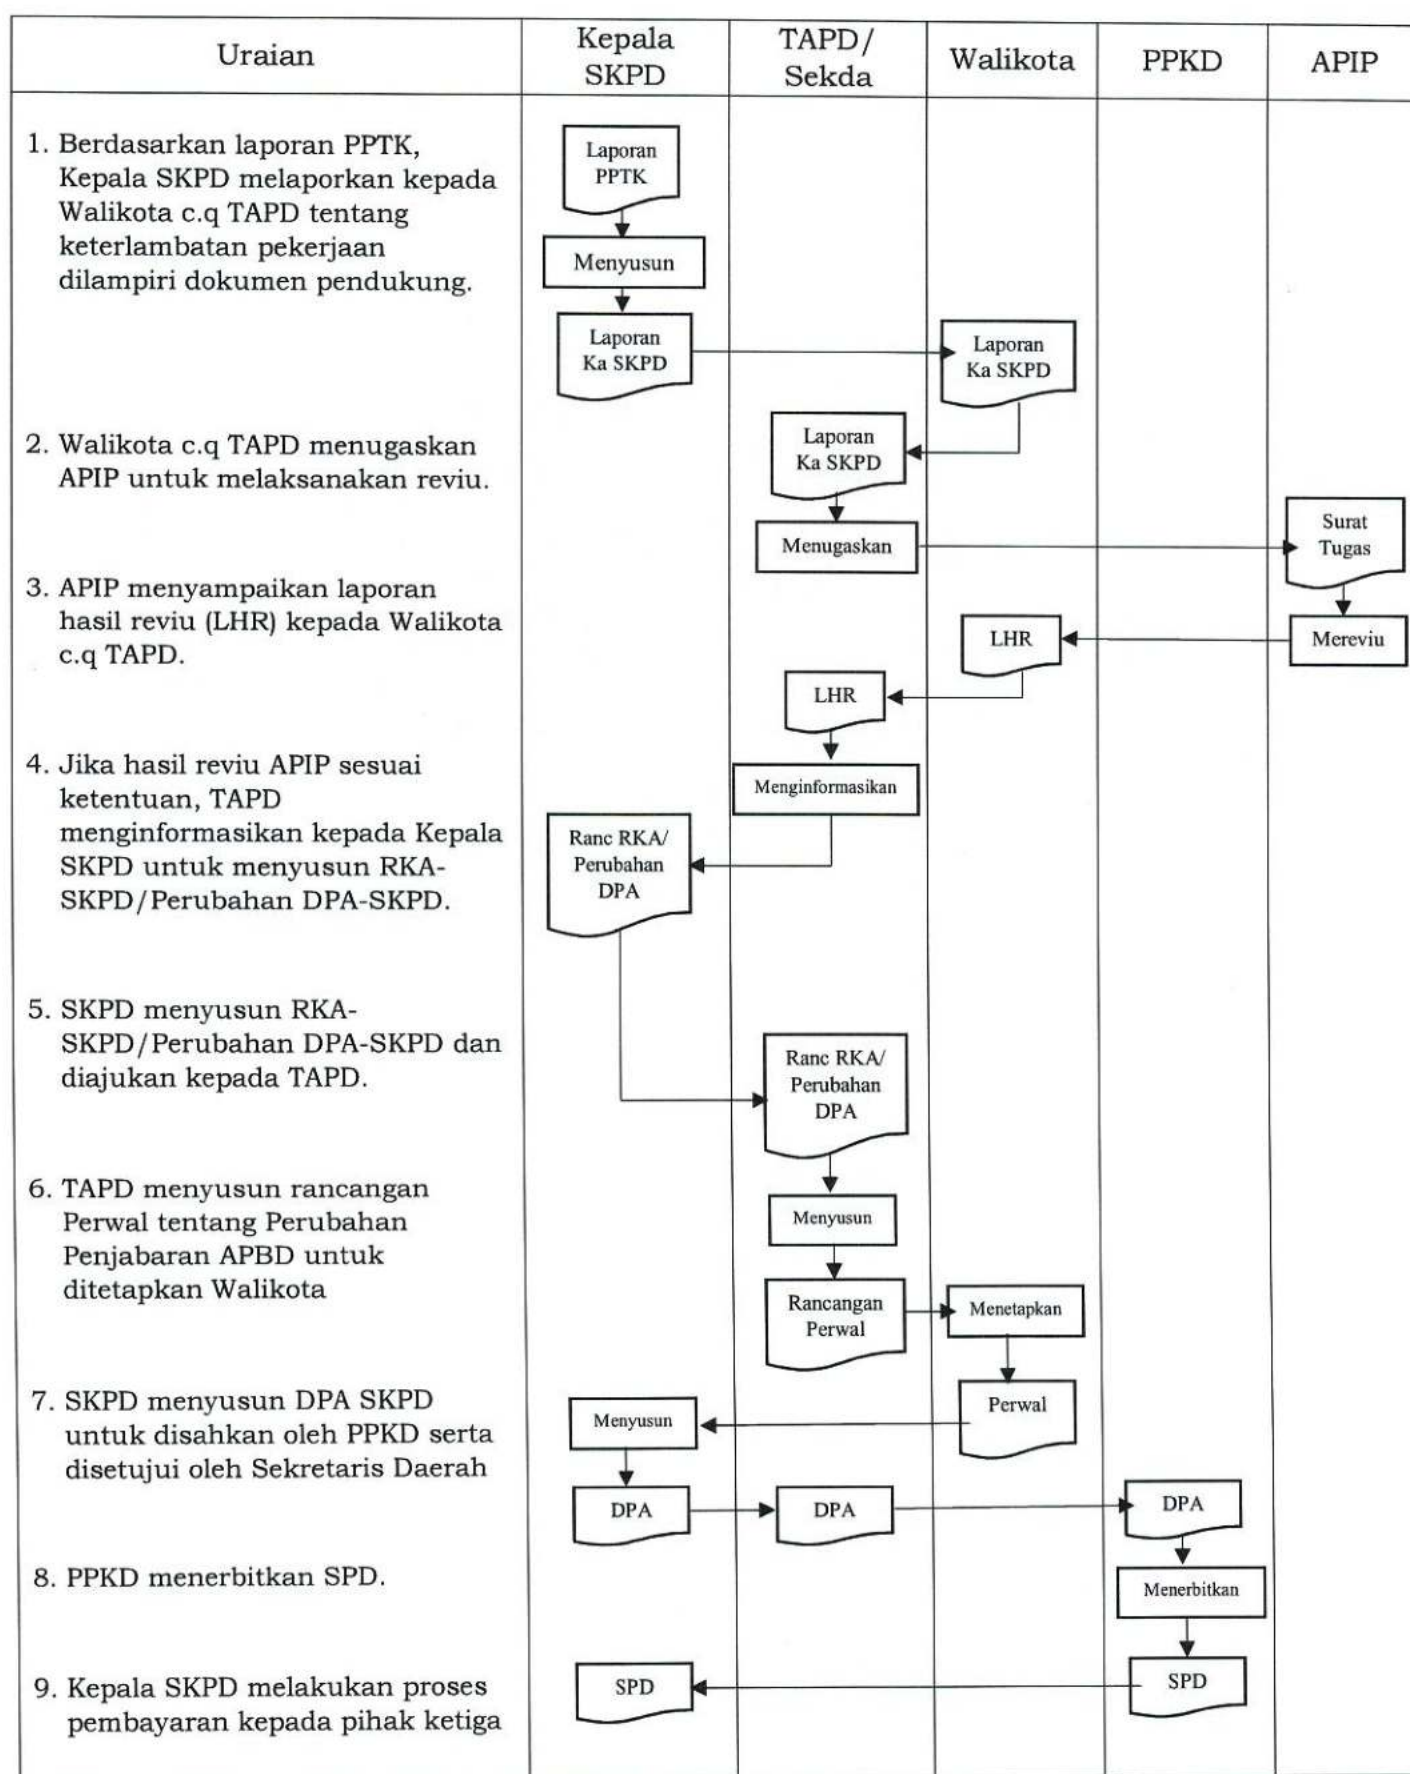 Uraian
Kepala
SKPD
TAPD/
Sekda
Walikota
PPKD
APIP
1. Berdasarkan laporan PPTK,
Kepala SKPD melaporkan kepada
Walikota c.q TAPD tentang
keterlambatan pekerjaan
dilampiri dokumen pendukung.
Laporan
PPTK
Menyusun
Laporan
Ka SKPD
Laporan
Ka SKPD
2. Walikota c.q TAPD menugaskan
APIP untuk melaksanakan reviu.
Laporan
Ka SKPD
Menugaskan
Surat
Tugas
3. APIP menyampaikan laporan
hasil reviu (LHR) kepada Walikota
c.q TAPD.
Mereviu
LHR
LHR
4. Jika hasil reviu APIP sesuai
ketentuan, TAPD
menginformasikan kepada Kepala
SKPD untuk menyusun RKA-
SKPD/Perubahan DPA-SKPD.
Menginformasikan
Ranc RKA/
Perubahan
DPA
5. SKPD menyusun RKA-
SKPD/Perubahan DPA-SKPD dan
diajukan kepada TAPD.
Ranc RKA/
Perubahan
DPA
6. TAPD menyusun rancangan
Perwal tentang Perubahan
Penjabaran APBD untuk
ditetapkan Walikota
Menyusun
Rancangan
Perwal
Menetapkan
7. SKPD menyusun DPA SKPD
untuk disahkan oleh PPKD serta
disetujui oleh Sekretaris Daerah
Perwal
Menyusun
DPA
DPA
DPA
8. PPKD menerbitkan SPD.
Menerbitkan
9. Kepala SKPD melakukan proses
pembayaran kepada pihak ketiga
SPD
SPD